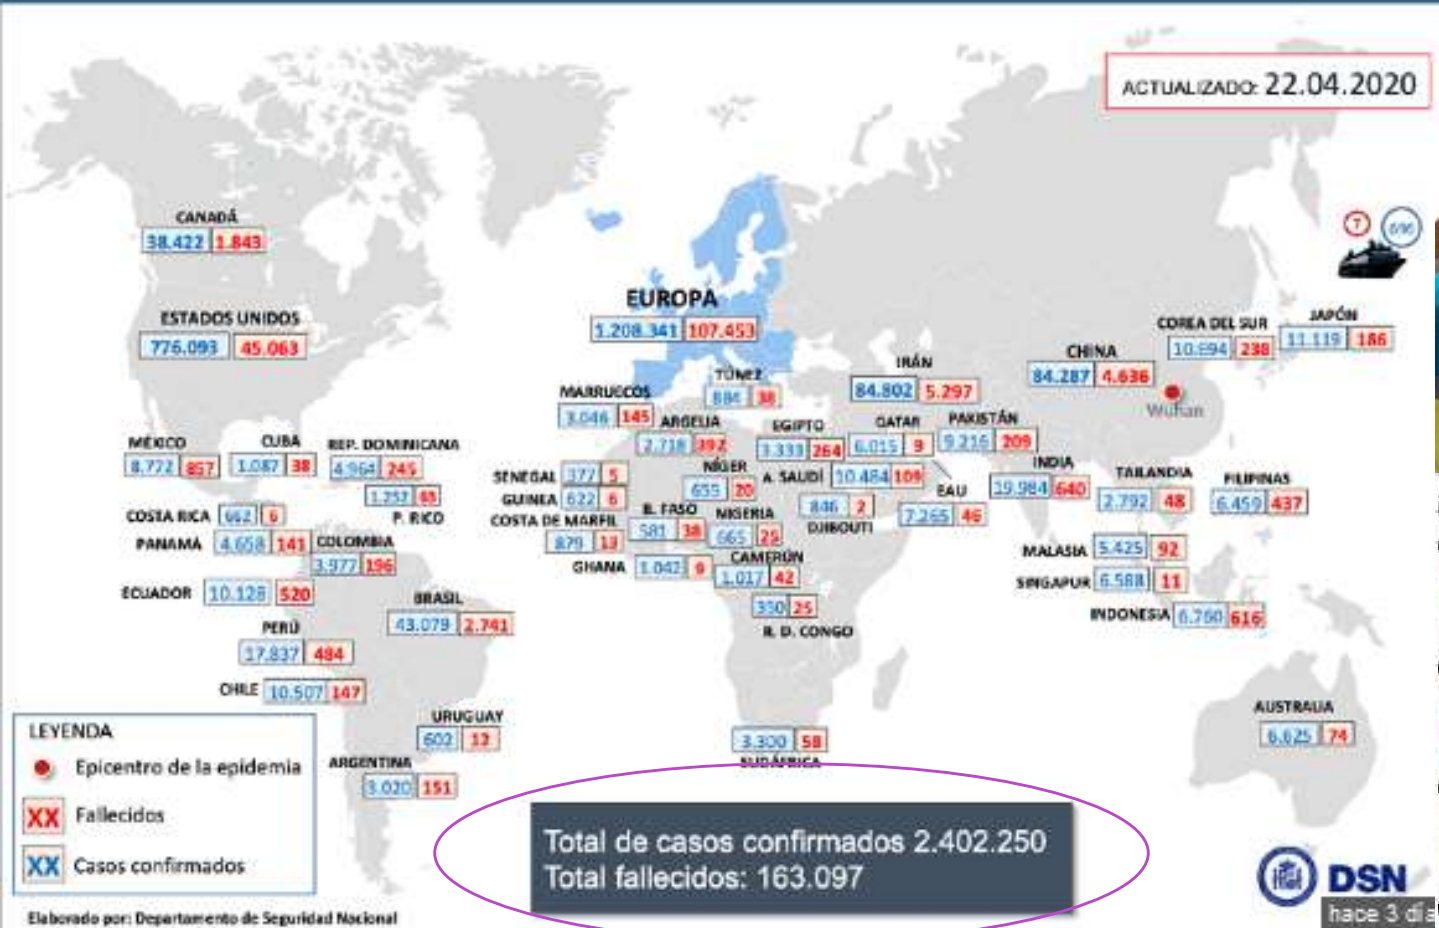 ACTUALIZADO: 22.04.2020
CANADÁ
38.422 1.843
ESTADOS UNIDOS
776.093 45.063
EUROPA
1.208.341 107.453
COREA DEL SUR
10.694 238
JAPÓN
11.119 186
CHINA
84.287 4.636
Wuhan
IRÁN
84.802 5.297
TÚNEZ
884 38
MARRUECOS
3.046 145
ARGELIA
2.718 392
EGIPTO
3.333 264
QATAR
6.015 9
PAKISTÁN
9.216 209
MÉXICO
8.772 857
CUBA
1.087 38
REP. DOMINICANA
4.964 245
P. RICO
SENEGAL 377 5
GUINEA 622 6
COSTA DE MARFIL
879 13
NÍGER
655 20
A. SAUDÍ 10.484 109
EAU
7.265 46
INDIA
19.984 640
TAILANDIA
2.792 48
FILIPINAS
6.459 437
COSTA RICA 662 6
PANAMÁ 4.658 141
COLOMBIA
3.977 196
B. FASO
581 38
NIGERIA
665 25
846 2
DJIBOUTI
GHANA 1.042 9
CAMERÚN
1.017 42
MALASIA 5.425 92
SINGAPUR 6.588 11
INDONESIA 6.760 616
ECUADOR 10.128 520
BRASIL
43.079 2.741
25
R. D. CONGO
PERÚ
17.837 484
CHILE 10.507 147
URUGUAY
602 12
ARGENTINA
3.020 151
3.300 58
SUDÁFRICA
AUSTRALIA
6.625 74
LEYENDA
Epicentro de la epidemia
XX Fallecidos
XX Casos confirmados
Total de casos confirmados 2.402.250
Total fallecidos: 163.097
DSN
hace 3 día
Elaborado por: Departamento de Seguridad Nacional